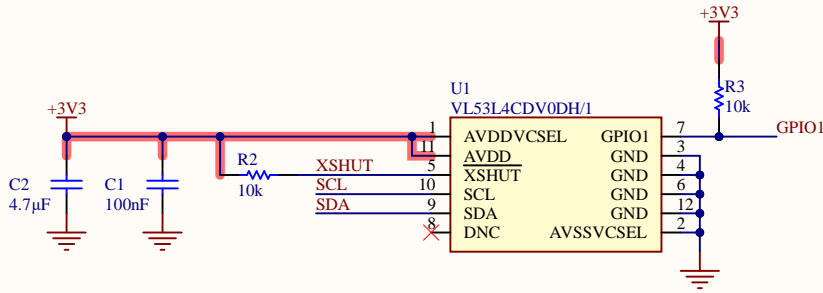 +3V3
U1
VL53L4CDV0DH/1
R3
10k
+3V3
1
AVDDVCSEL
GPIO1
7
GPIO1
11
AVDD
GND
3
R2
10k
XSHUT
5
XSHUT
GND
4
C2
4.7µF
C1
100nF
SCL
10
SCL
GND
6
SDA
9
SDA
GND
12
8
DNC
AVSSVCSEL
2